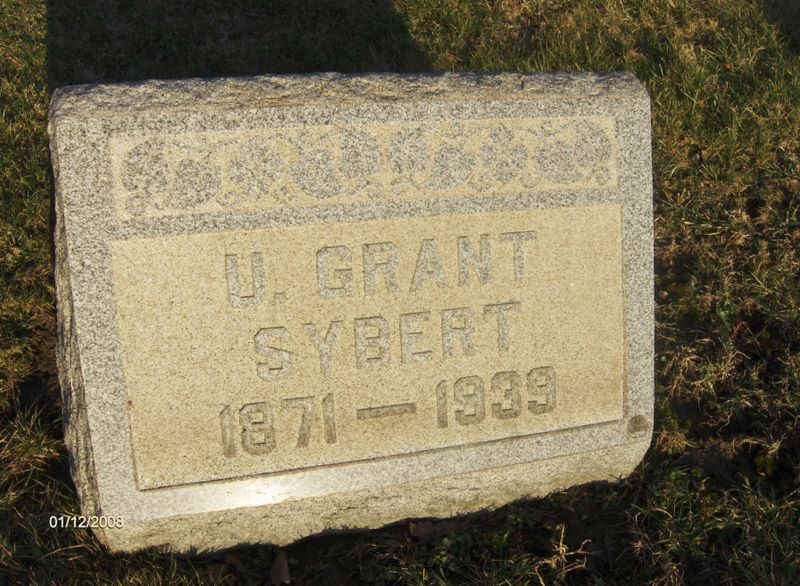 U. GRANT
SYBERT
1871 — 1939
01/12/2008